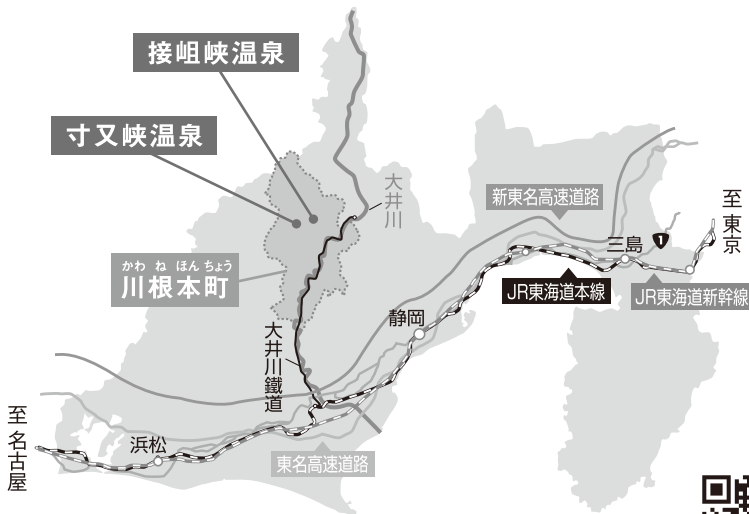 接岨峡温泉
寸又峡温泉
大井川
新東名高速道路
至東京
三島
1
かわ ね ほん ちょう
川根本町
JR東海道本線
JR東海道新幹線
静岡
大井川鐵道
至名古屋
浜松
東名高速道路